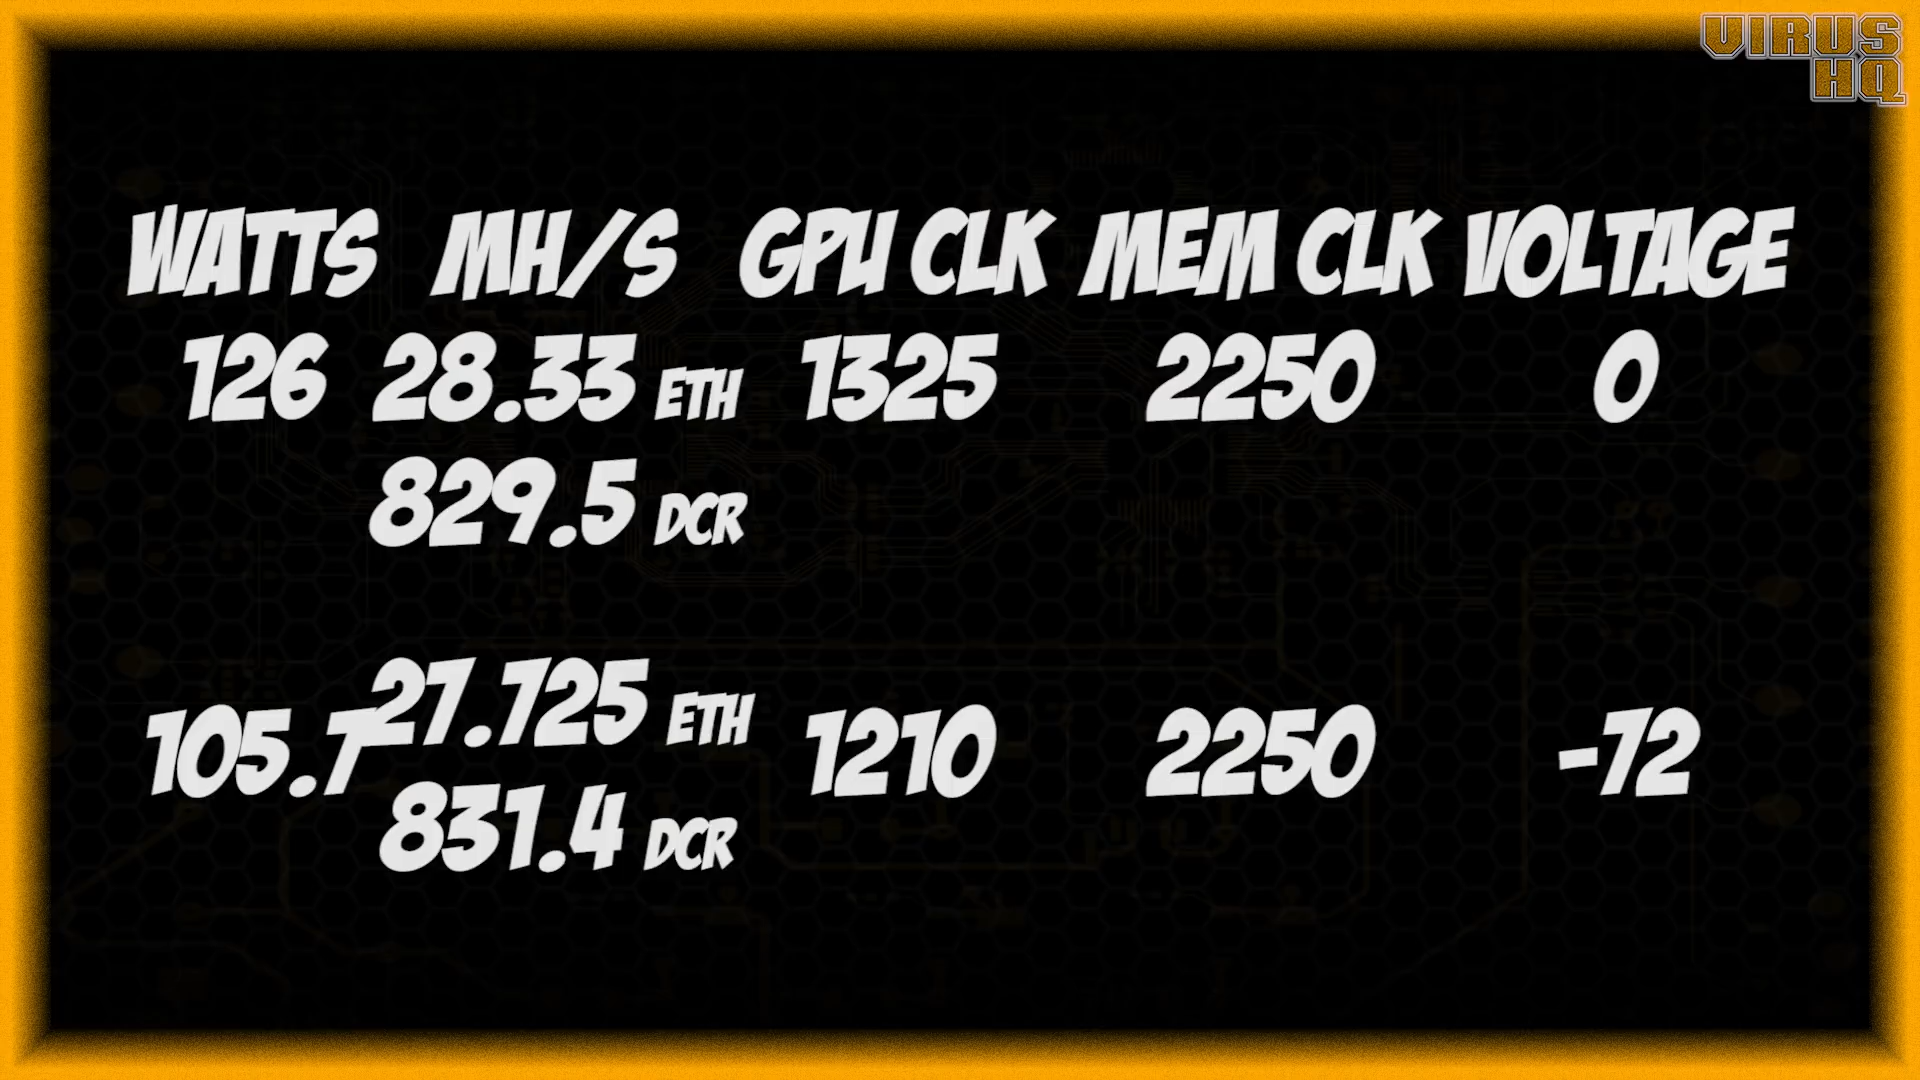 VIRUS
HQ
WATTS MH/S GPU CLK MEM CLK VOLTAGE
126 28.33 ETH 1325 2250 0
829.5 DCR
27.725 ETH
105.7 1210 2250 -72
831.4 DCR